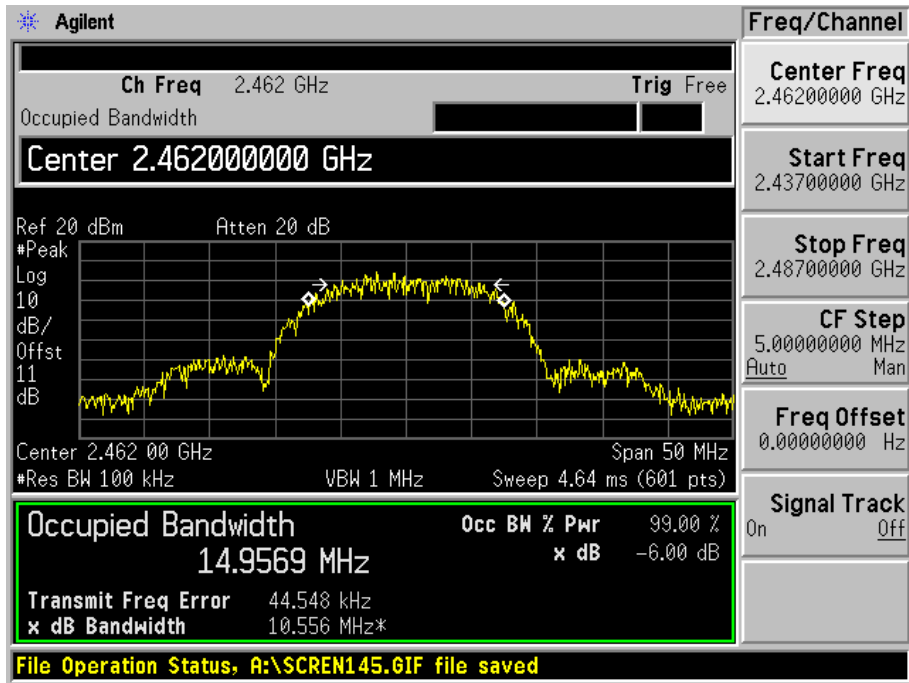 Agilent
Ch Freq 2.462 GHz Trig Free
Occupied Bandwidth
Center 2.462000000 GHz
Ref 20 dBm Atten 20 dB
#Peak
Log
10
dB/
Offst
11
dB
Center 2.462 00 GHz Span 50 MHz
#Res BW 100 kHz VBW 1 MHz Sweep 4.64 ms (601 pts)
Occupied Bandwidth
14.9569 MHz
Occ BW % Pwr 99.00 %
x dB -6.00 dB
Transmit Freq Error 44.548 kHz
x dB Bandwidth 10.556 MHz*
File Operation Status, A:\SCREN145.GIF file saved
Freq/Channel
Center Freq
2.46200000 GHz
Start Freq
2.43700000 GHz
Stop Freq
2.48700000 GHz
CF Step
5.00000000 MHz
Auto Man
Freq Offset
0.00000000 Hz
Signal Track
On Off